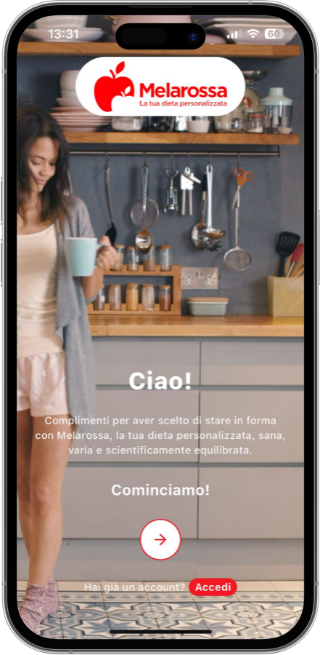 13:31
60
Melarossa
La tua dieta personalizzata
Ciao!
Complimenti per aver scelto di stare in forma
con Melarossa, la tua dieta personalizzata, sana,
varia e scientificamente equilibrata.
Cominciamo!
Hai già un account? Accedi